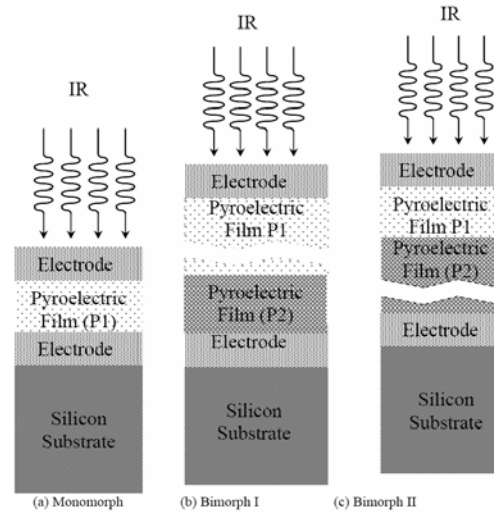 IR
Electrode
Pyroelectric
Film (P1)
Electrode
Silicon
Substrate
(a) Monomorph
IR
Electrode
Pyroelectric
Film P1
Pyroelectric
Film (P2)
Electrode
Silicon
Substrate
(b) Bimorph I
IR
Electrode
Pyroelectric
Film P1
Pyroelectric
Film (P2)
Electrode
Silicon
Substrate
(c) Bimorph II